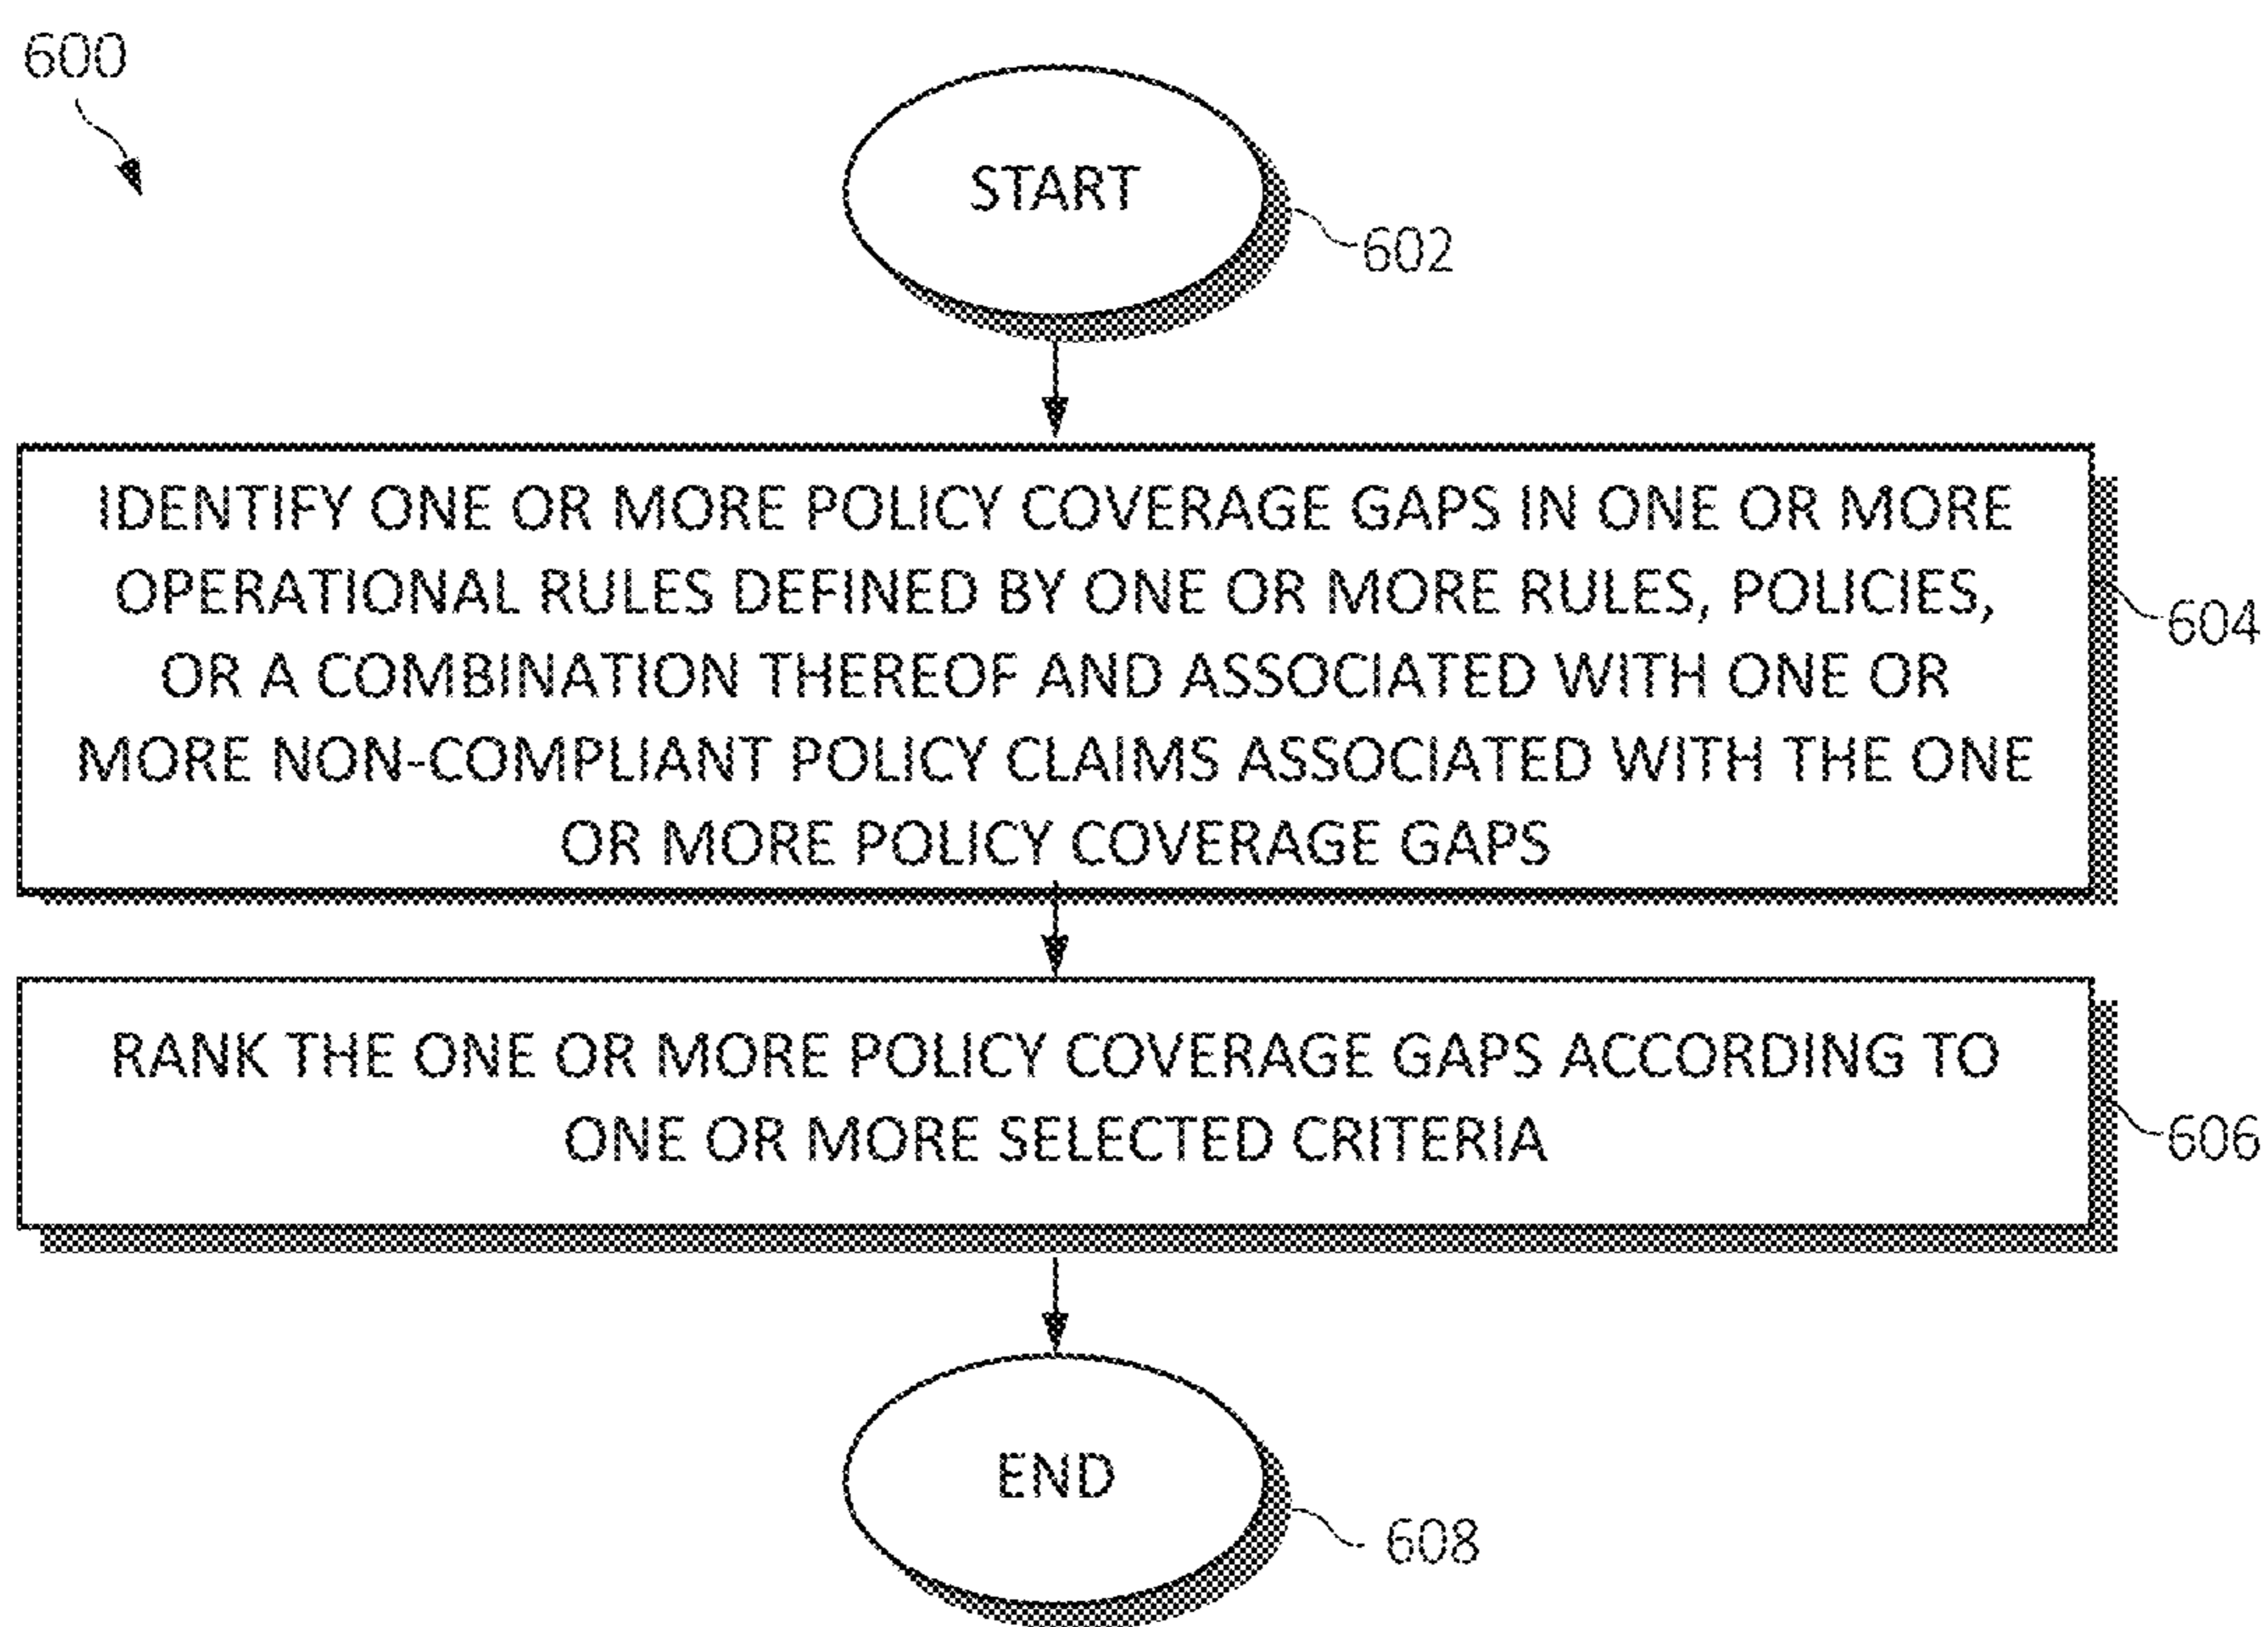 600
START
602
IDENTIFY ONE OR MORE POLICY COVERAGE GAPS IN ONE OR MORE
OPERATIONAL RULES DEFINED BY ONE OR MORE RULES, POLICIES,
OR A COMBINATION THEREOF AND ASSOCIATED WITH ONE OR
MORE NON-COMPLIANT POLICY CLAIMS ASSOCIATED WITH THE ONE
OR MORE POLICY COVERAGE GAPS
604
RANK THE ONE OR MORE POLICY COVERAGE GAPS ACCORDING TO
ONE OR MORE SELECTED CRITERIA
606
END
608